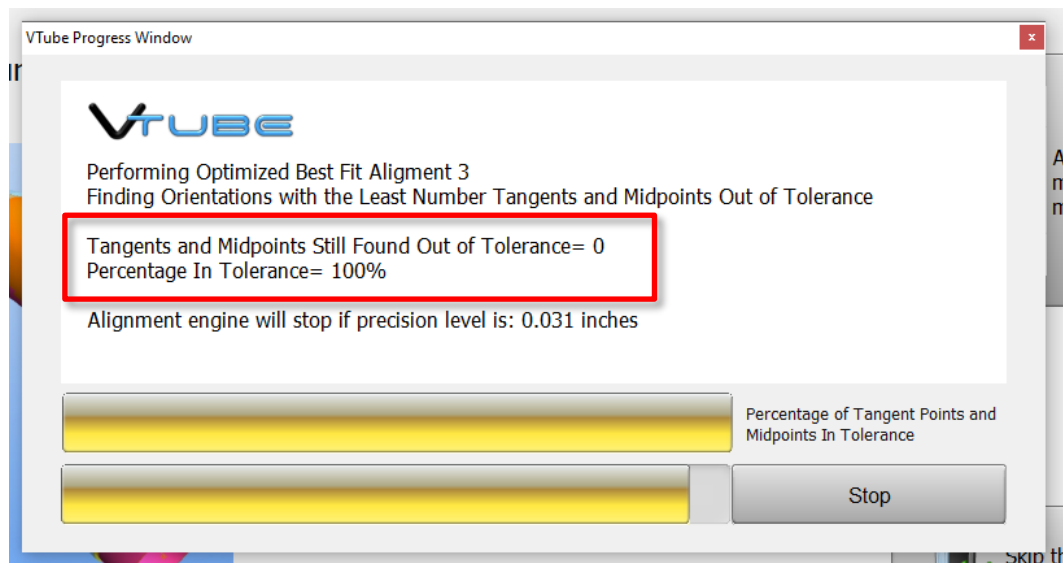 VTube Progress Window
x
VTUBE
Performing Optimized Best Fit Aligment 3
Finding Orientations with the Least Number Tangents and Midpoints Out of Tolerance
Tangents and Midpoints Still Found Out of Tolerance= 0
Percentage In Tolerance= 100%
Alignment engine will stop if precision level is: 0.031 inches
Percentage of Tangent Points and
Midpoints In Tolerance
Stop
Skip